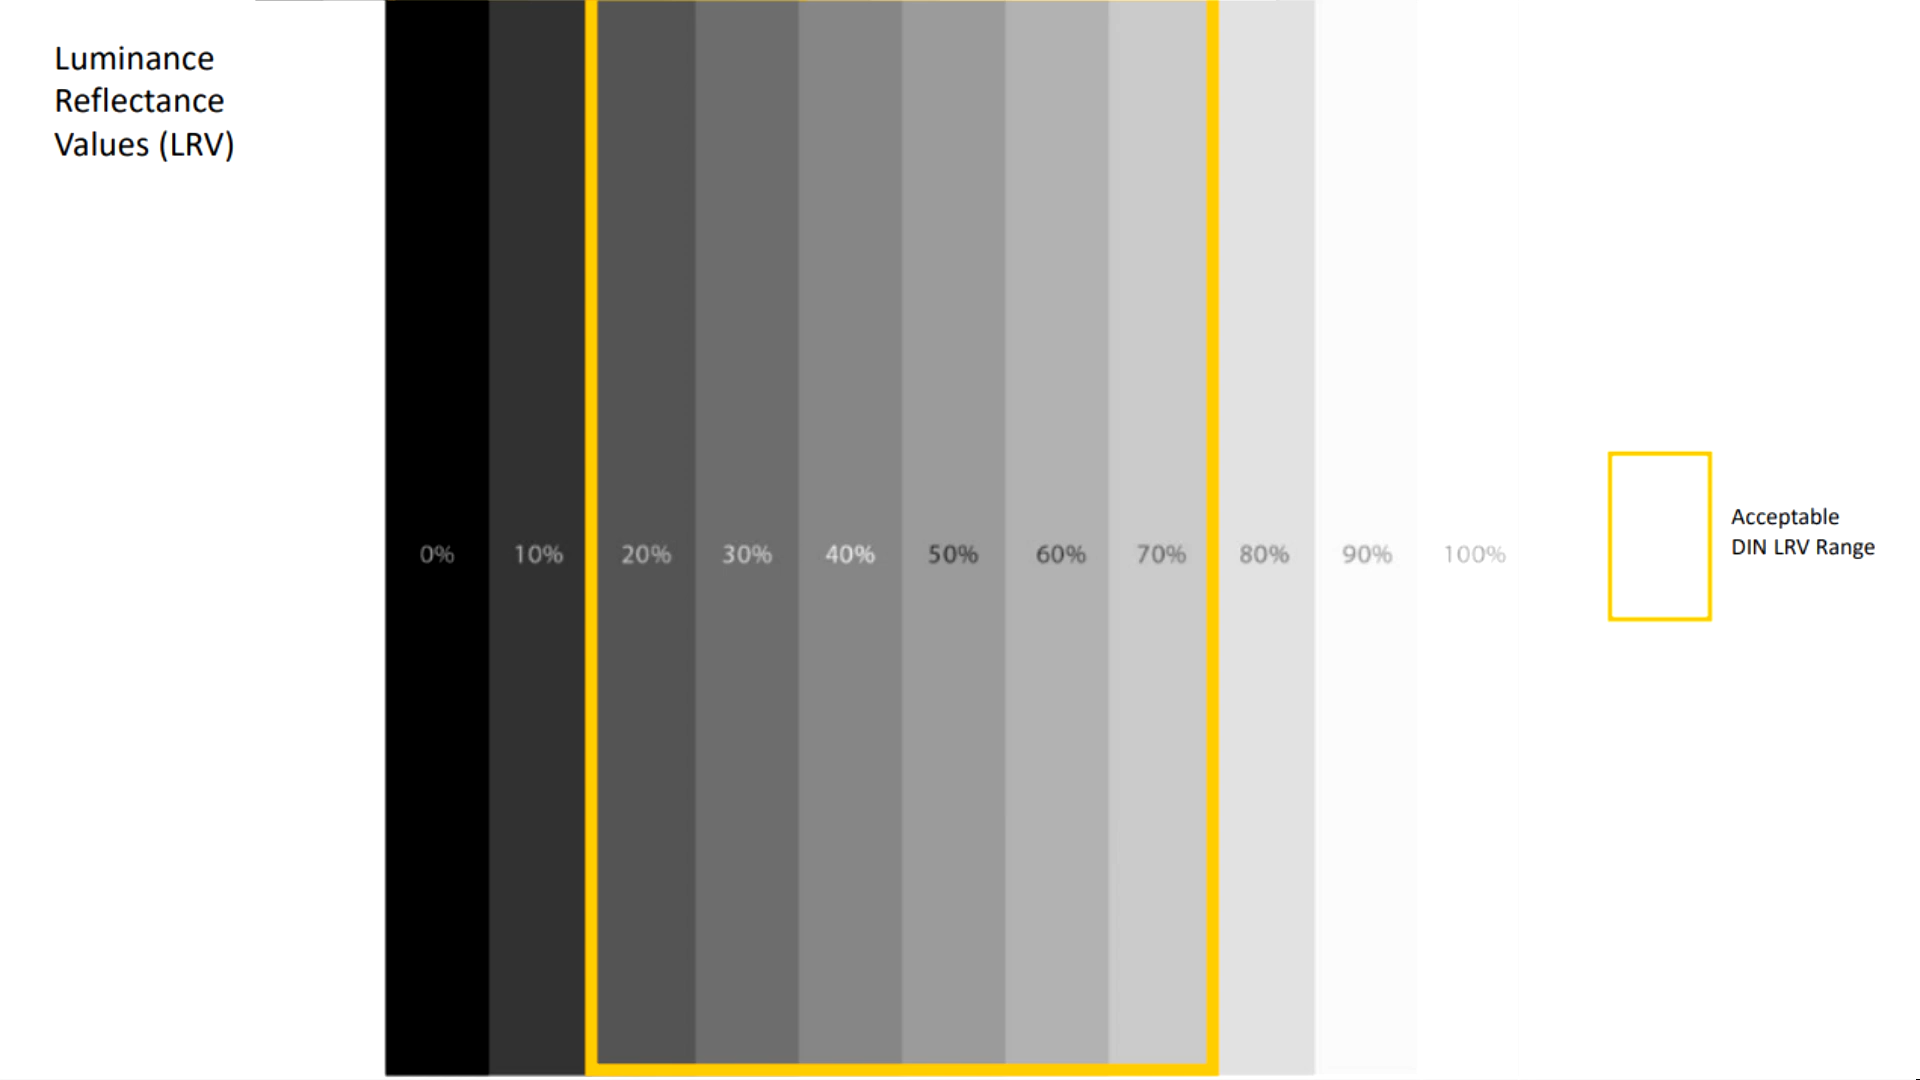 Luminance
Reflectance
Values (LRV)
0% 10% 20% 30% 40% 50% 60% 70% 80% 90% 100%
Acceptable
DIN LRV Range